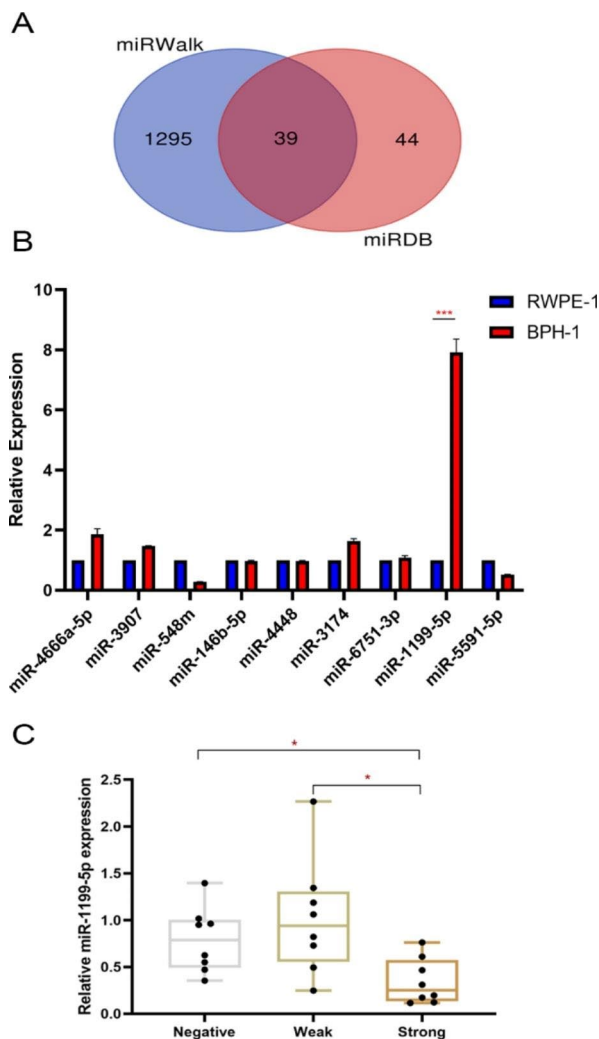 A
miRWalk
1295
39
44
miRDB
B
RWPE-1
BPH-1
***
Relative Expression
10
8
6
4
2
0
miR-4666a-5p
miR-3907
miR-548m
miR-146b-5p
miR-4448
miR-3174
miR-6751-3p
miR-1199-5p
miR-5591-5p
C
*
*
Relative miR-1199-5p expression
2.5
2.0
1.5
1.0
0.5
0.0
Negative
Weak
Strong